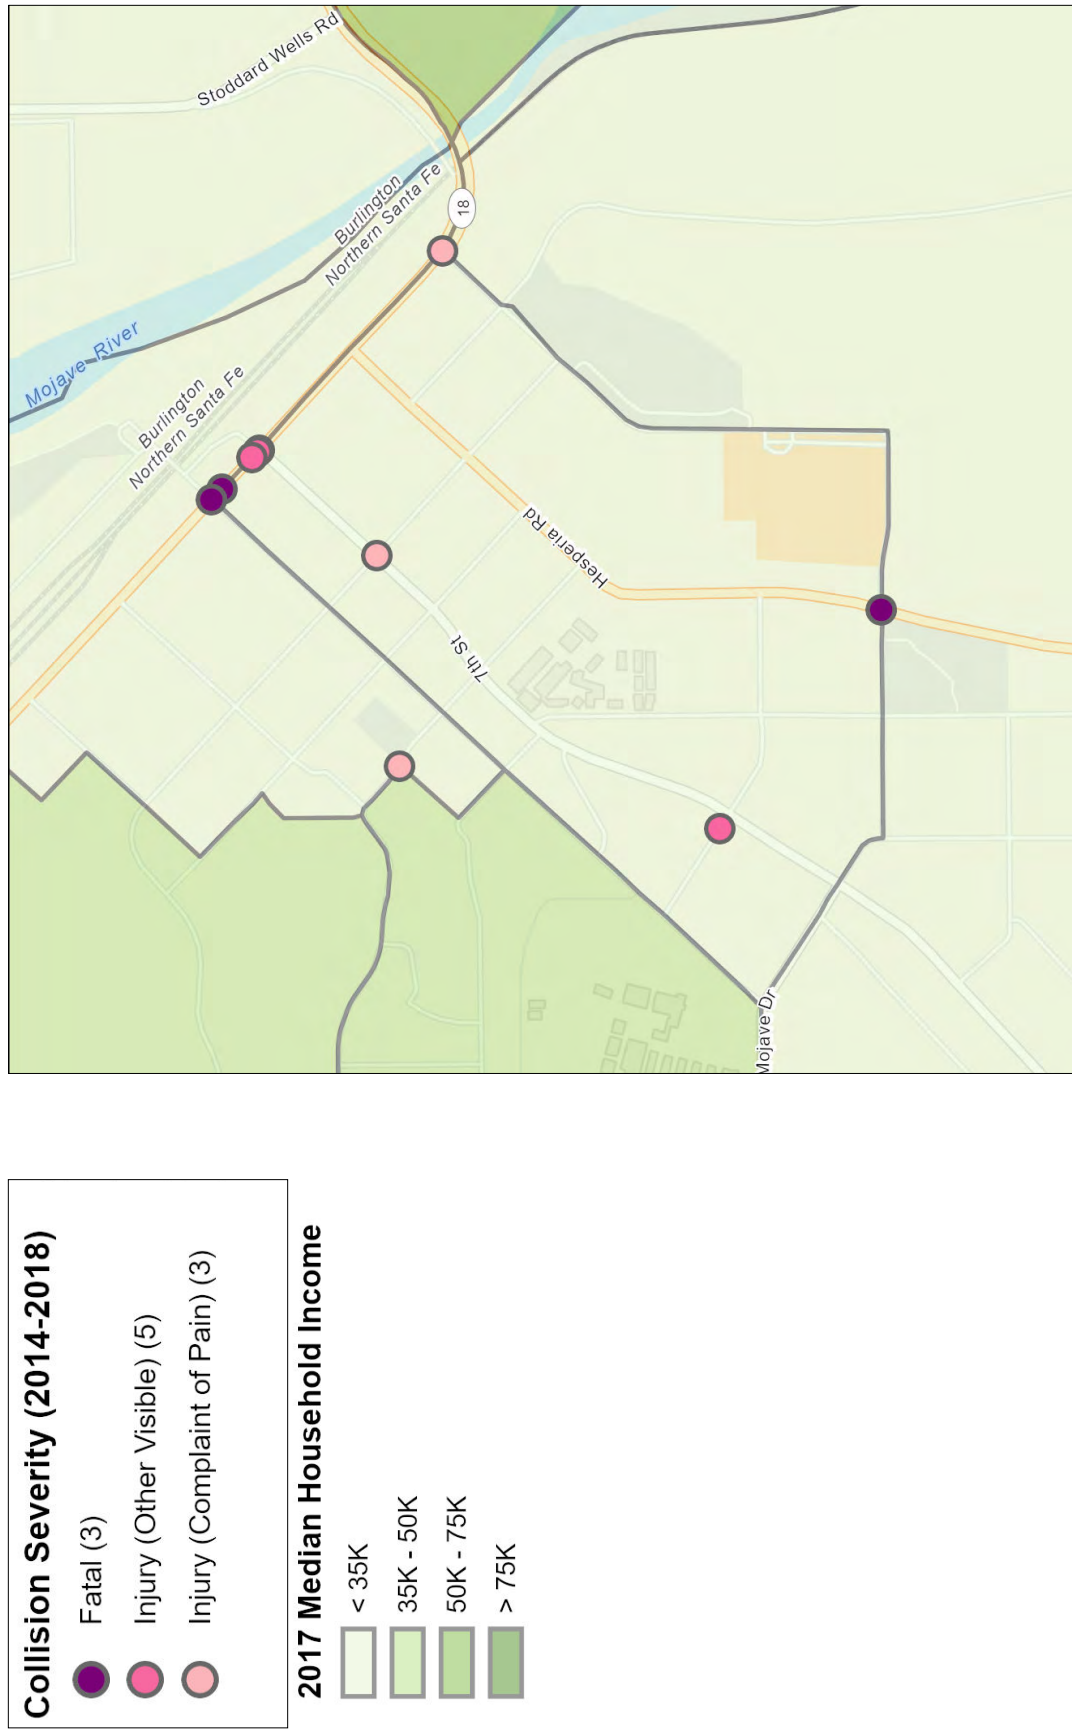 Collision Severity (2014-2018)
Fatal (3)
Injury (Other Visible) (5)
Injury (Complaint of Pain) (3)
2017 Median Household Income
< 35K
35K - 50K
50K - 75K
> 75K
Stoddard Wells Rd
Mojave River
Burlington
Northern Santa Fe
Burlington
Northern Santa Fe
18
Hesperia Rd
7th St
Mojave Dr